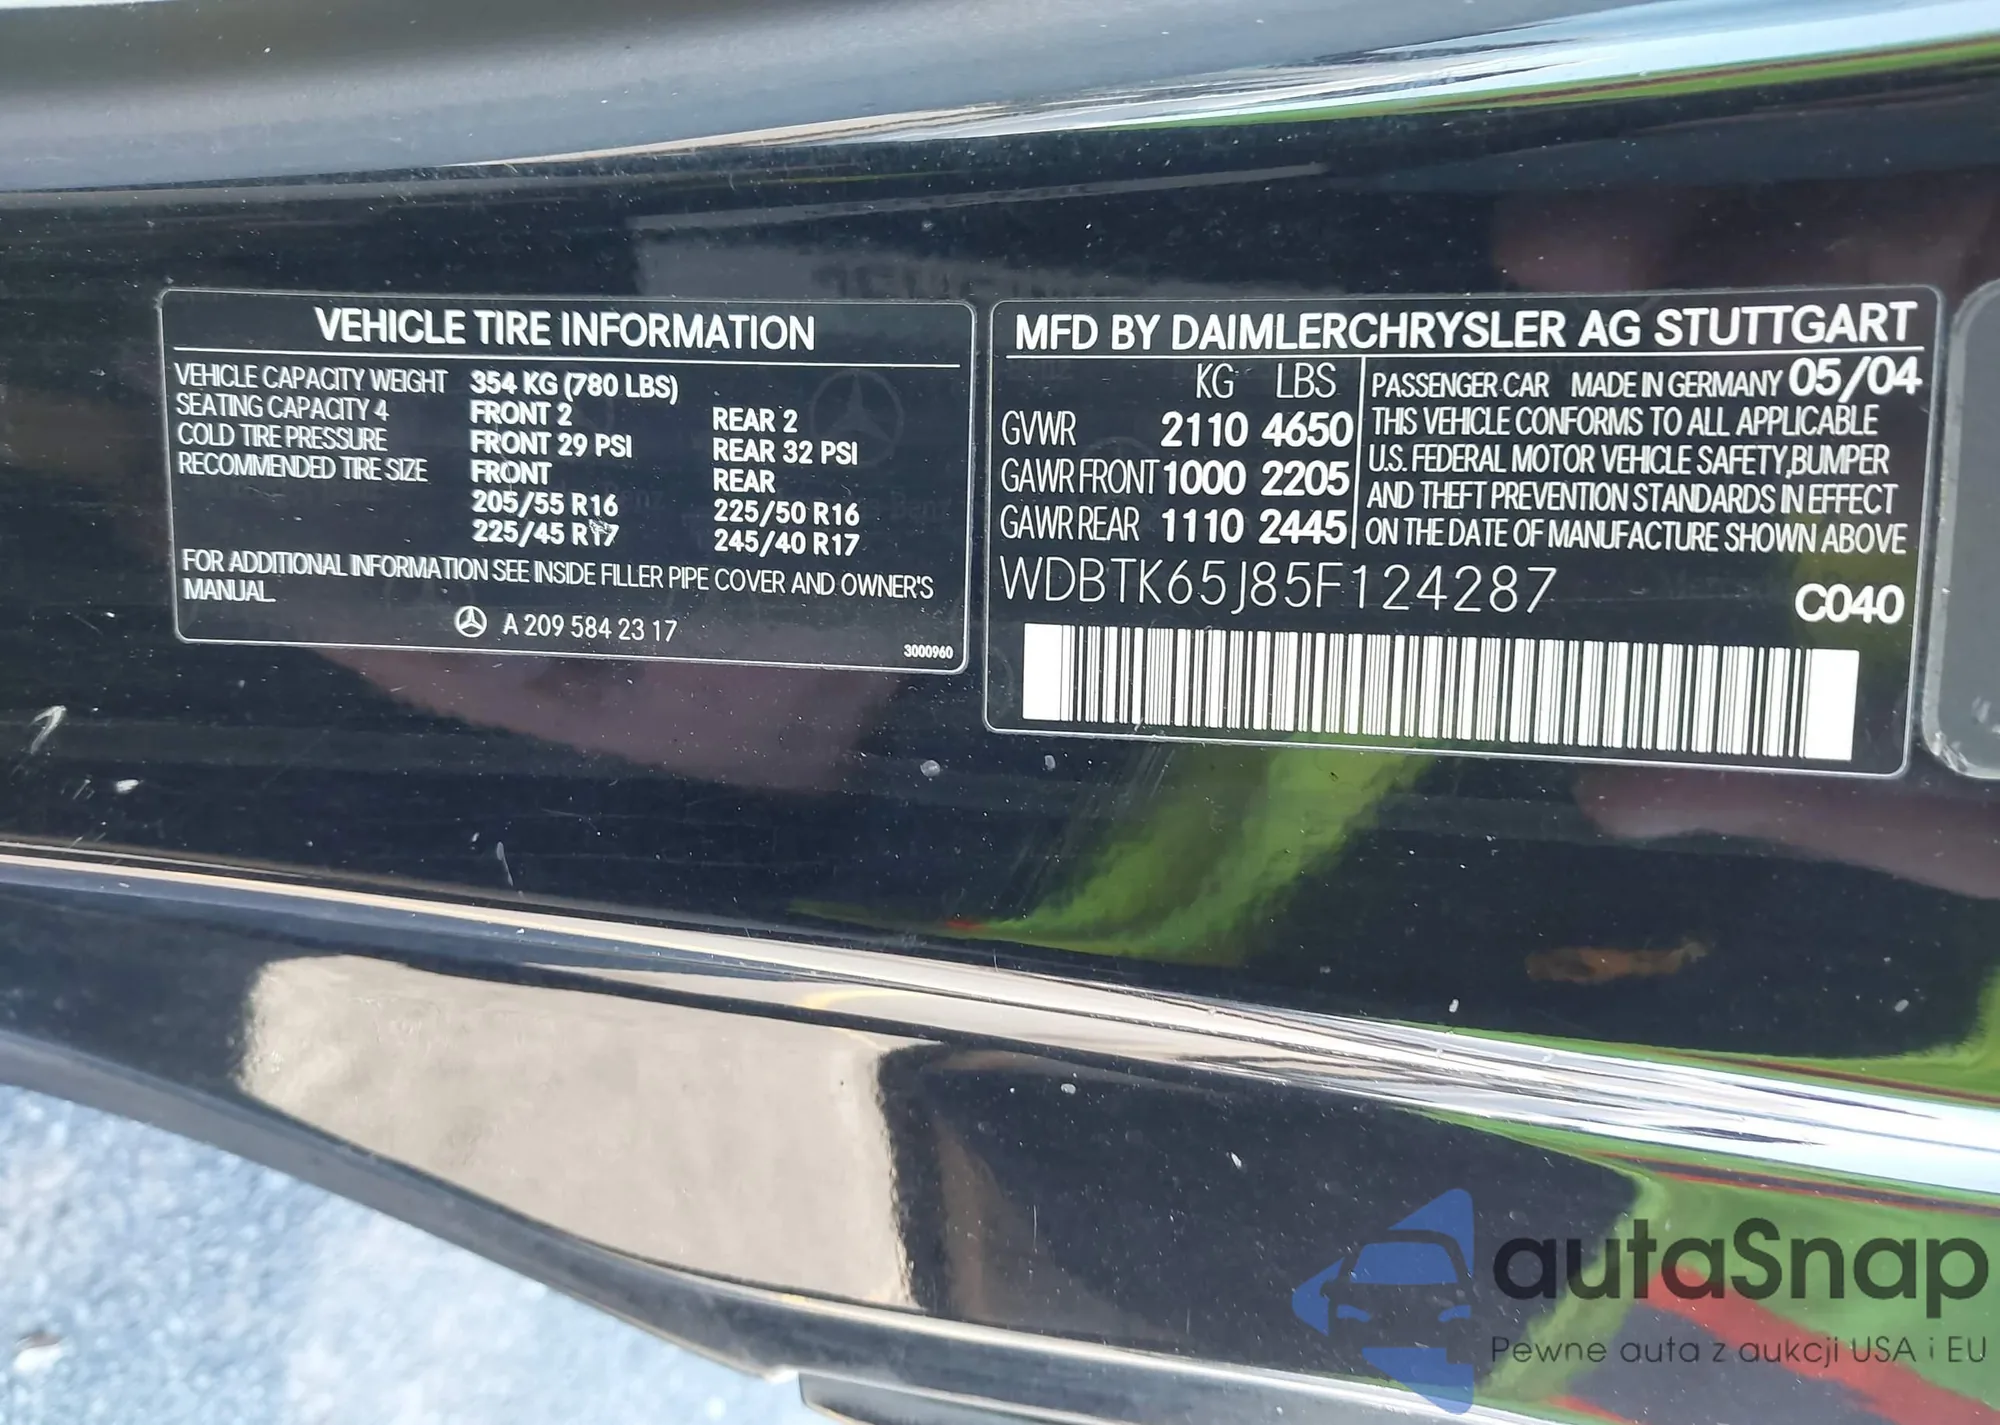 VEHICLE TIRE INFORMATION
VEHICLE CAPACITY WEIGHT 354 KG (780 LBS)
SEATING CAPACITY 4 FRONT 2 REAR 2
COLD TIRE PRESSURE FRONT 29 PSI REAR 32 PSI
RECOMMENDED TIRE SIZE FRONT REAR
205/55 R16 225/50 R16
225/45 R17 245/40 R17
FOR ADDITIONAL INFORMATION SEE INSIDE FILLER PIPE COVER AND OWNER'S
MANUAL.
A 209 584 23 17
3000960
MFD BY DAIMLERCHRYSLER AG STUTTGART
KG LBS
GVWR 2110 4650
GAWR FRONT 1000 2205
GAWR REAR 1110 2445
PASSENGER CAR MADE IN GERMANY 05/04
THIS VEHICLE CONFORMS TO ALL APPLICABLE
U.S. FEDERAL MOTOR VEHICLE SAFETY,BUMPER
AND THEFT PREVENTION STANDARDS IN EFFECT
ON THE DATE OF MANUFACTURE SHOWN ABOVE
WDBTK65J85F124287
C040
autaSnap
Pewne auta z aukcji USA i EU